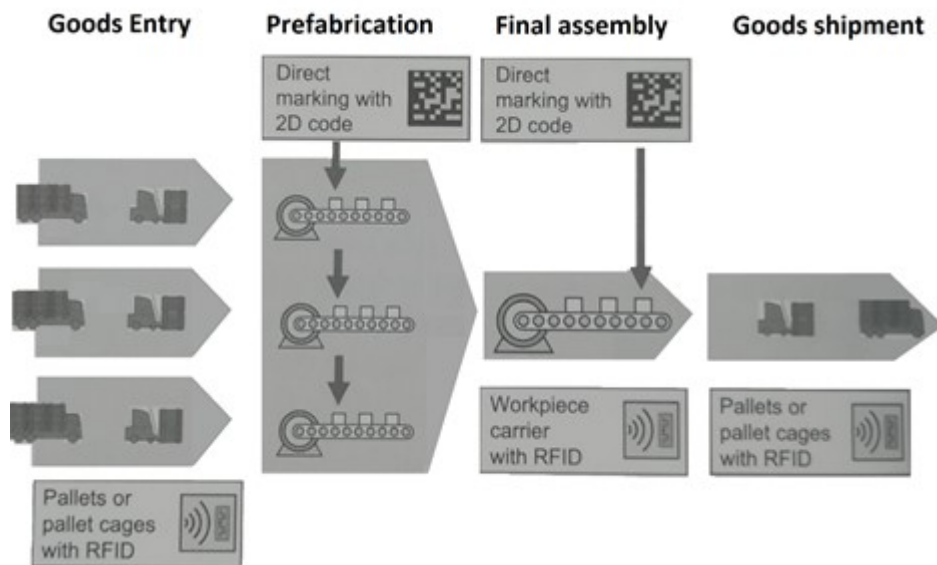 Goods Entry
Prefabrication
Final assembly
Goods shipment
Direct
marking with
2D code
Direct
marking with
2D code
Workpiece
carrier
with RFID
Pallets or
pallet cages
with RFID
Pallets or
pallet cages
with RFID